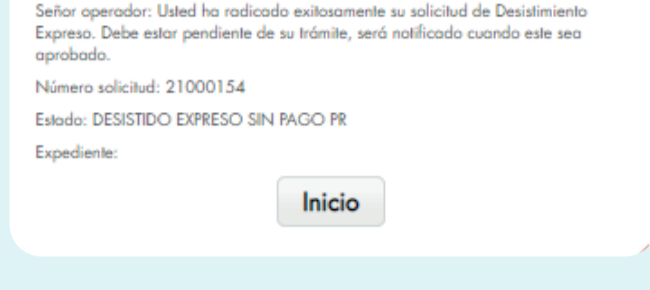 Señor operador: Usted ha radicado exitosamente su solicitud de Desistimiento
Expreso. Debe estar pendiente de su trámite, será notificado cuando este sea
aprobado.
Número solicitud: 21000154
Estado: DESISTIDO EXPRESO SIN PAGO PR
Expediente:
Inicio